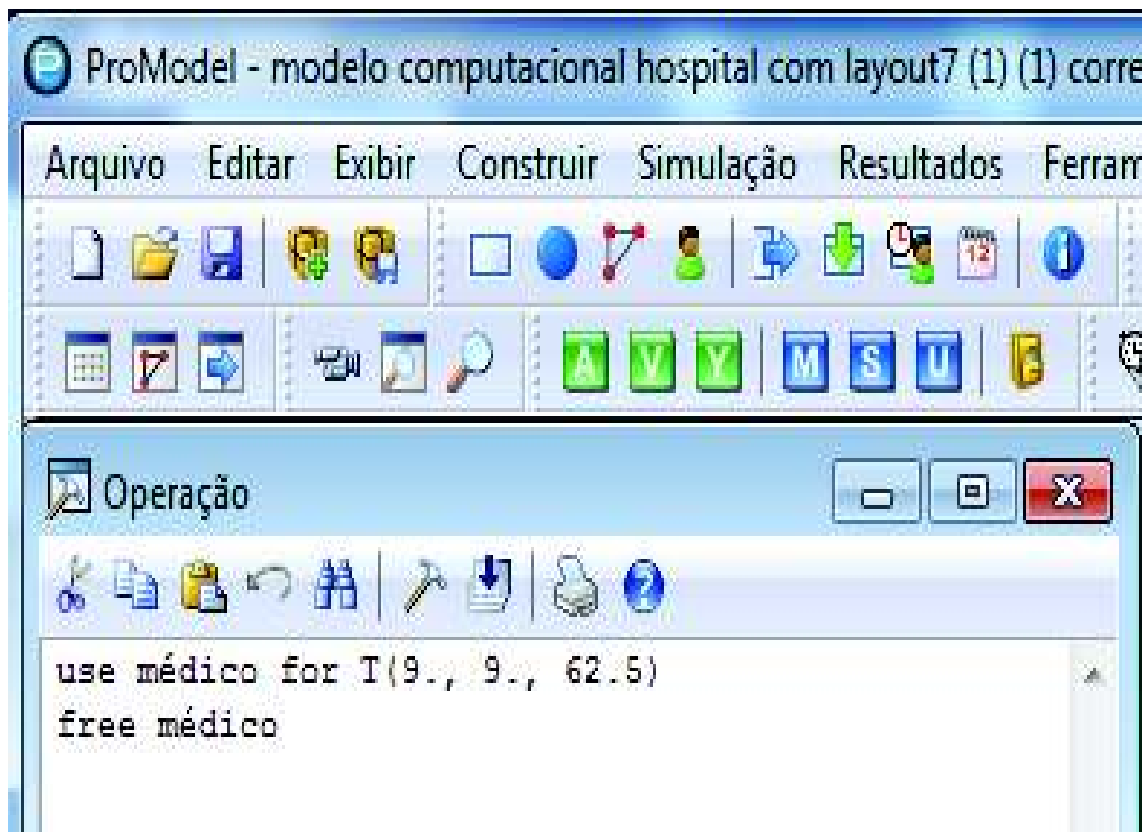 ProModel - modelo computacional hospital com layout7 (1) (1) corre
Arquivo Editar Exibir Construir Simulação Resultados Ferram
12
A V Y M S U
Operação
use médico for T(9., 9., 62.5)
free médico